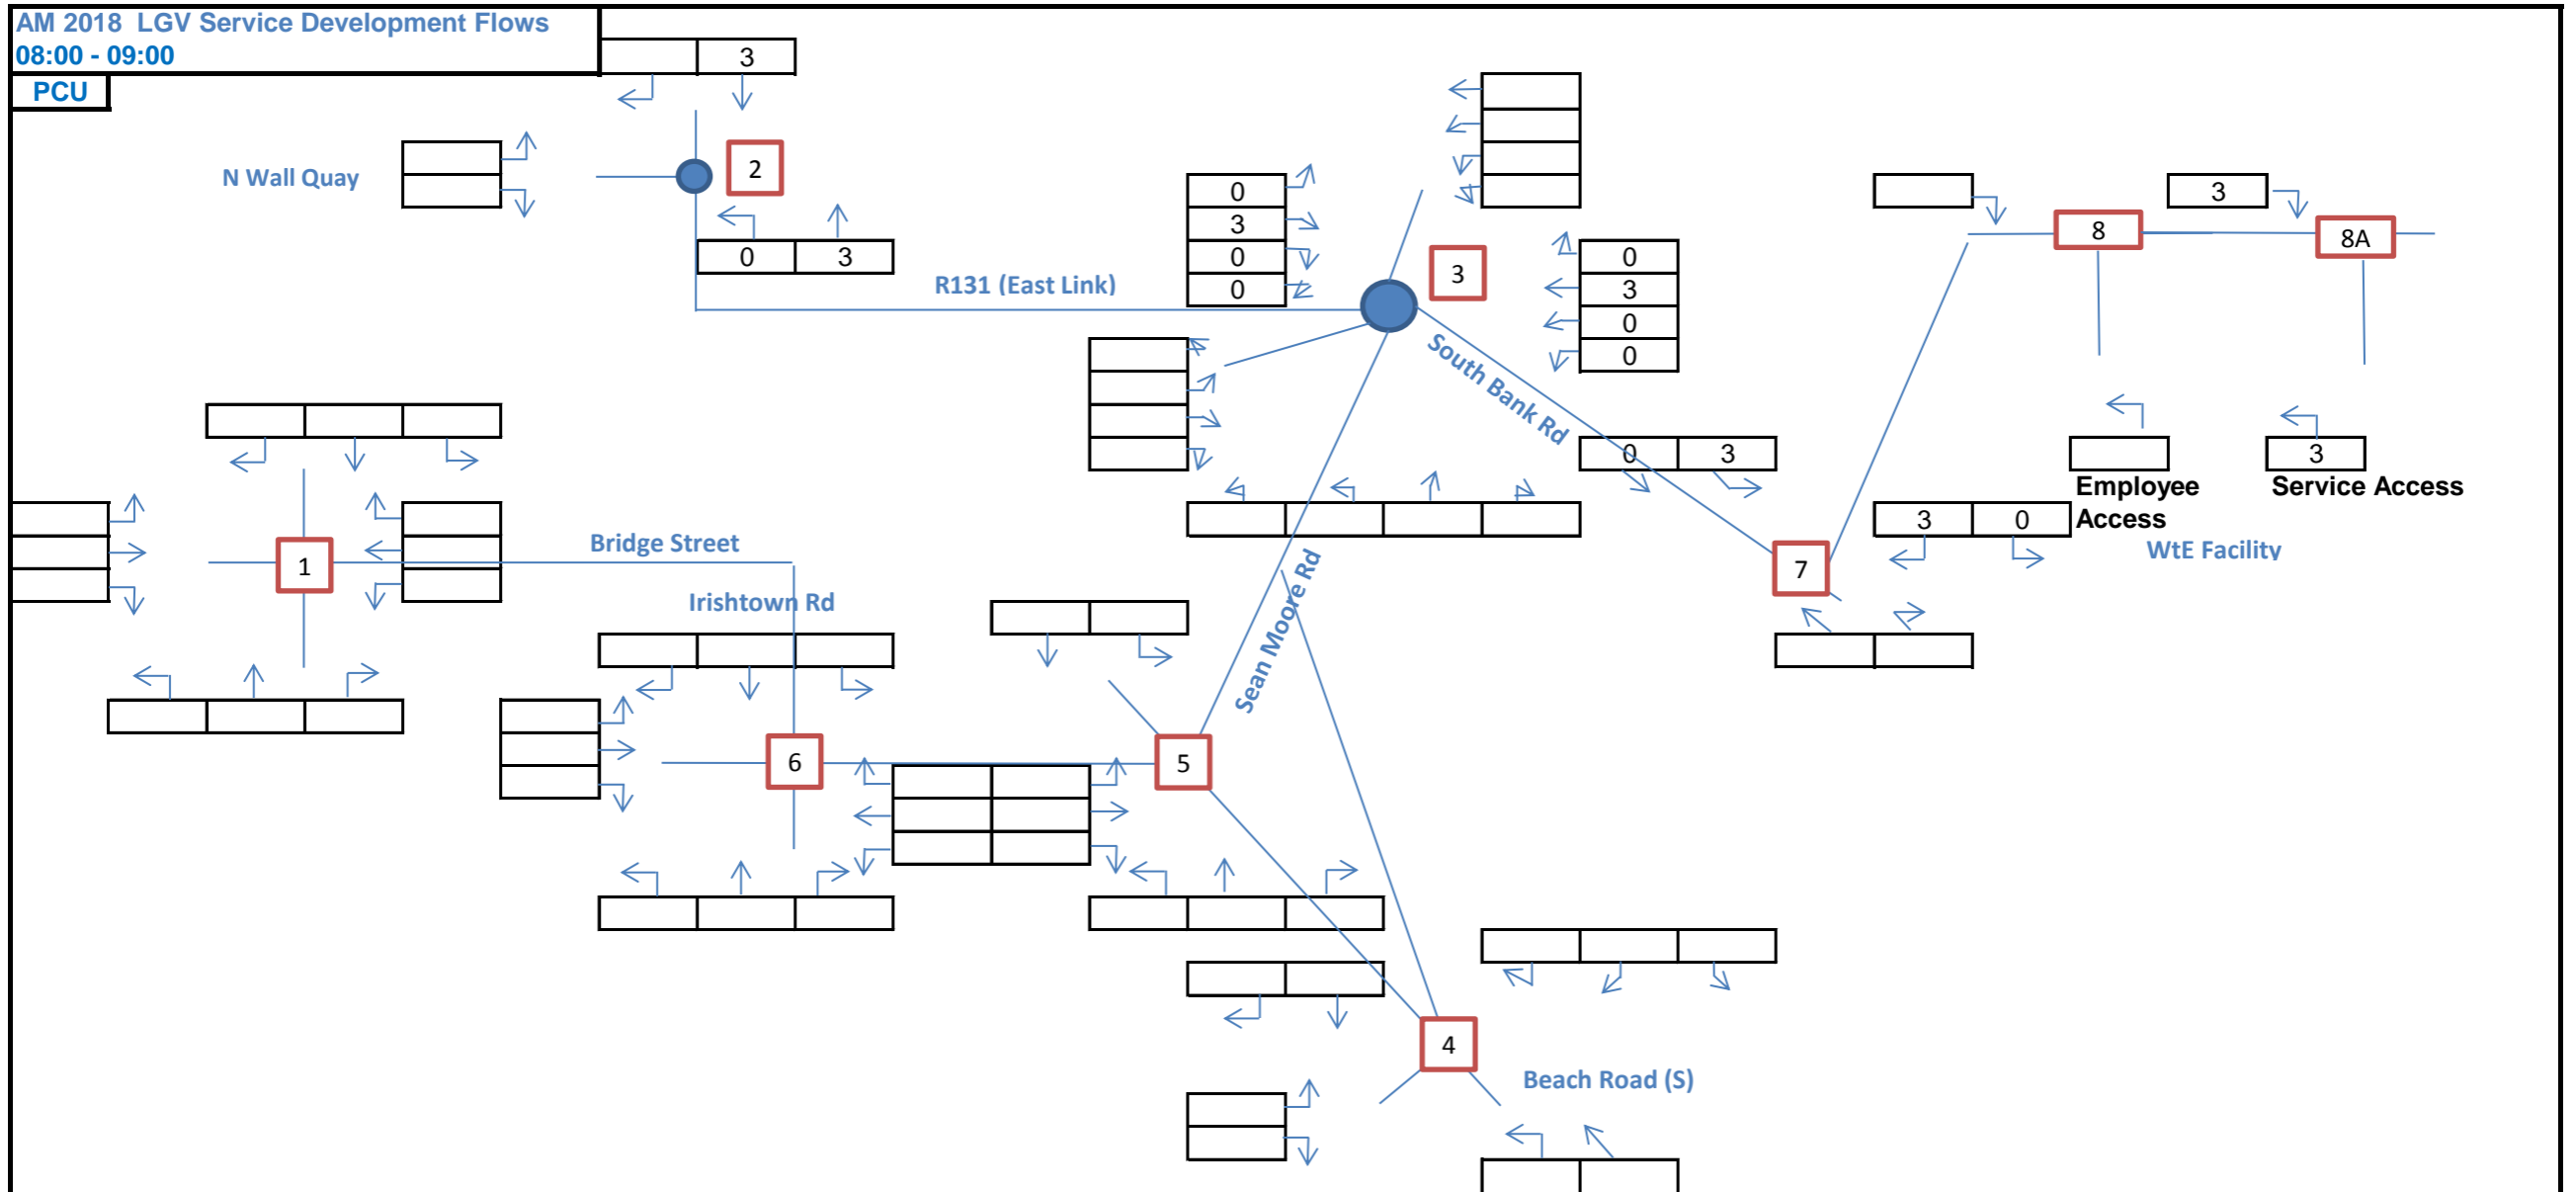 AM 2018  LGV Service Development Flows
08:00 - 09:00
PCU
3
N Wall Quay
2
0 3
R131 (East Link)
0
3
0
0
3
0
3
0
0
South Bank Rd
3
8
8A
0 3
3
Employee
Access
Service Access
3 0
WtE Facility
7
1
Bridge Street
Irishtown Rd
Sean Moore Rd
6
5
4
Beach Road (S)